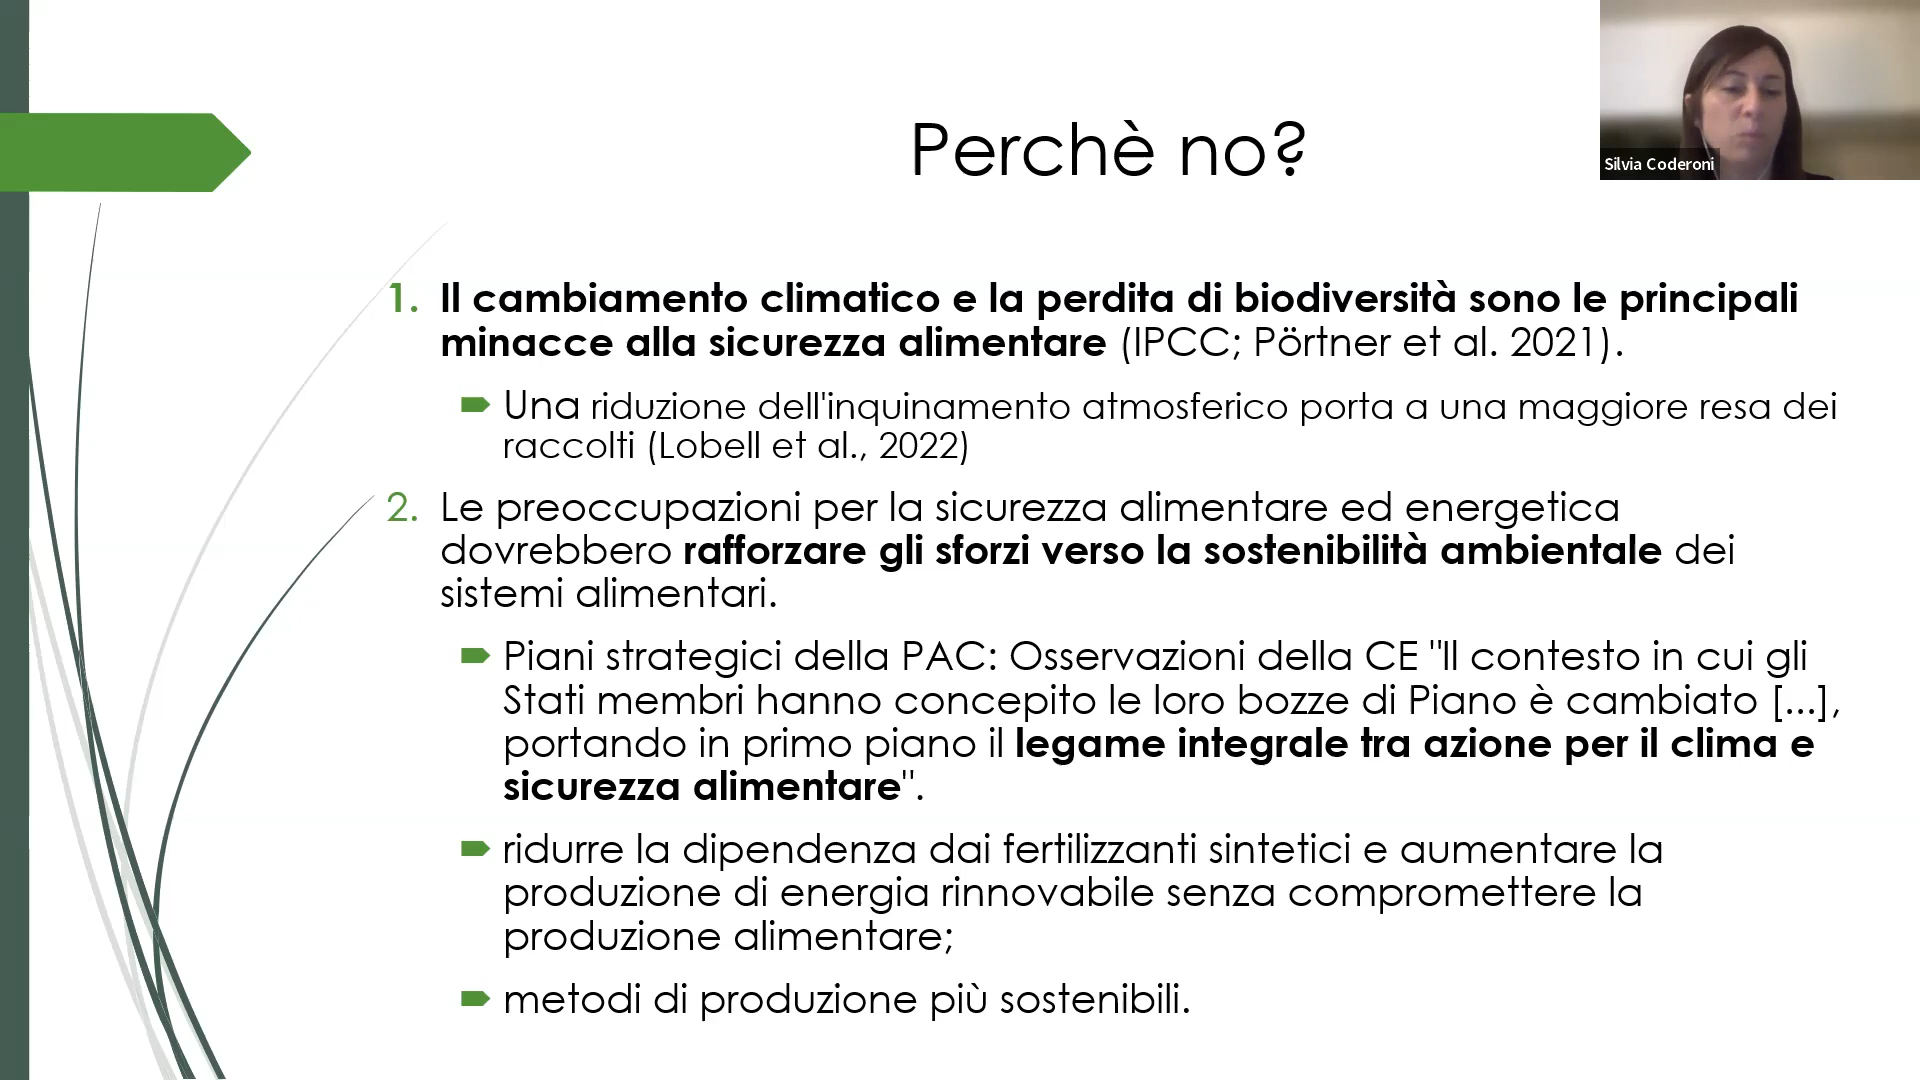 Perchè no?
Silvia Coderoni
1. Il cambiamento climatico e la perdita di biodiversità sono le principali
minacce alla sicurezza alimentare (IPCC; Pörtner et al. 2021).
Una riduzione dell'inquinamento atmosferico porta a una maggiore resa dei
raccolti (Lobell et al., 2022)
2. Le preoccupazioni per la sicurezza alimentare ed energetica
dovrebbero rafforzare gli sforzi verso la sostenibilità ambientale dei
sistemi alimentari.
Piani strategici della PAC: Osservazioni della CE "Il contesto in cui gli
Stati membri hanno concepito le loro bozze di Piano è cambiato [...],
portando in primo piano il legame integrale tra azione per il clima e
sicurezza alimentare".
ridurre la dipendenza dai fertilizzanti sintetici e aumentare la
produzione di energia rinnovabile senza compromettere la
produzione alimentare;
metodi di produzione più sostenibili.